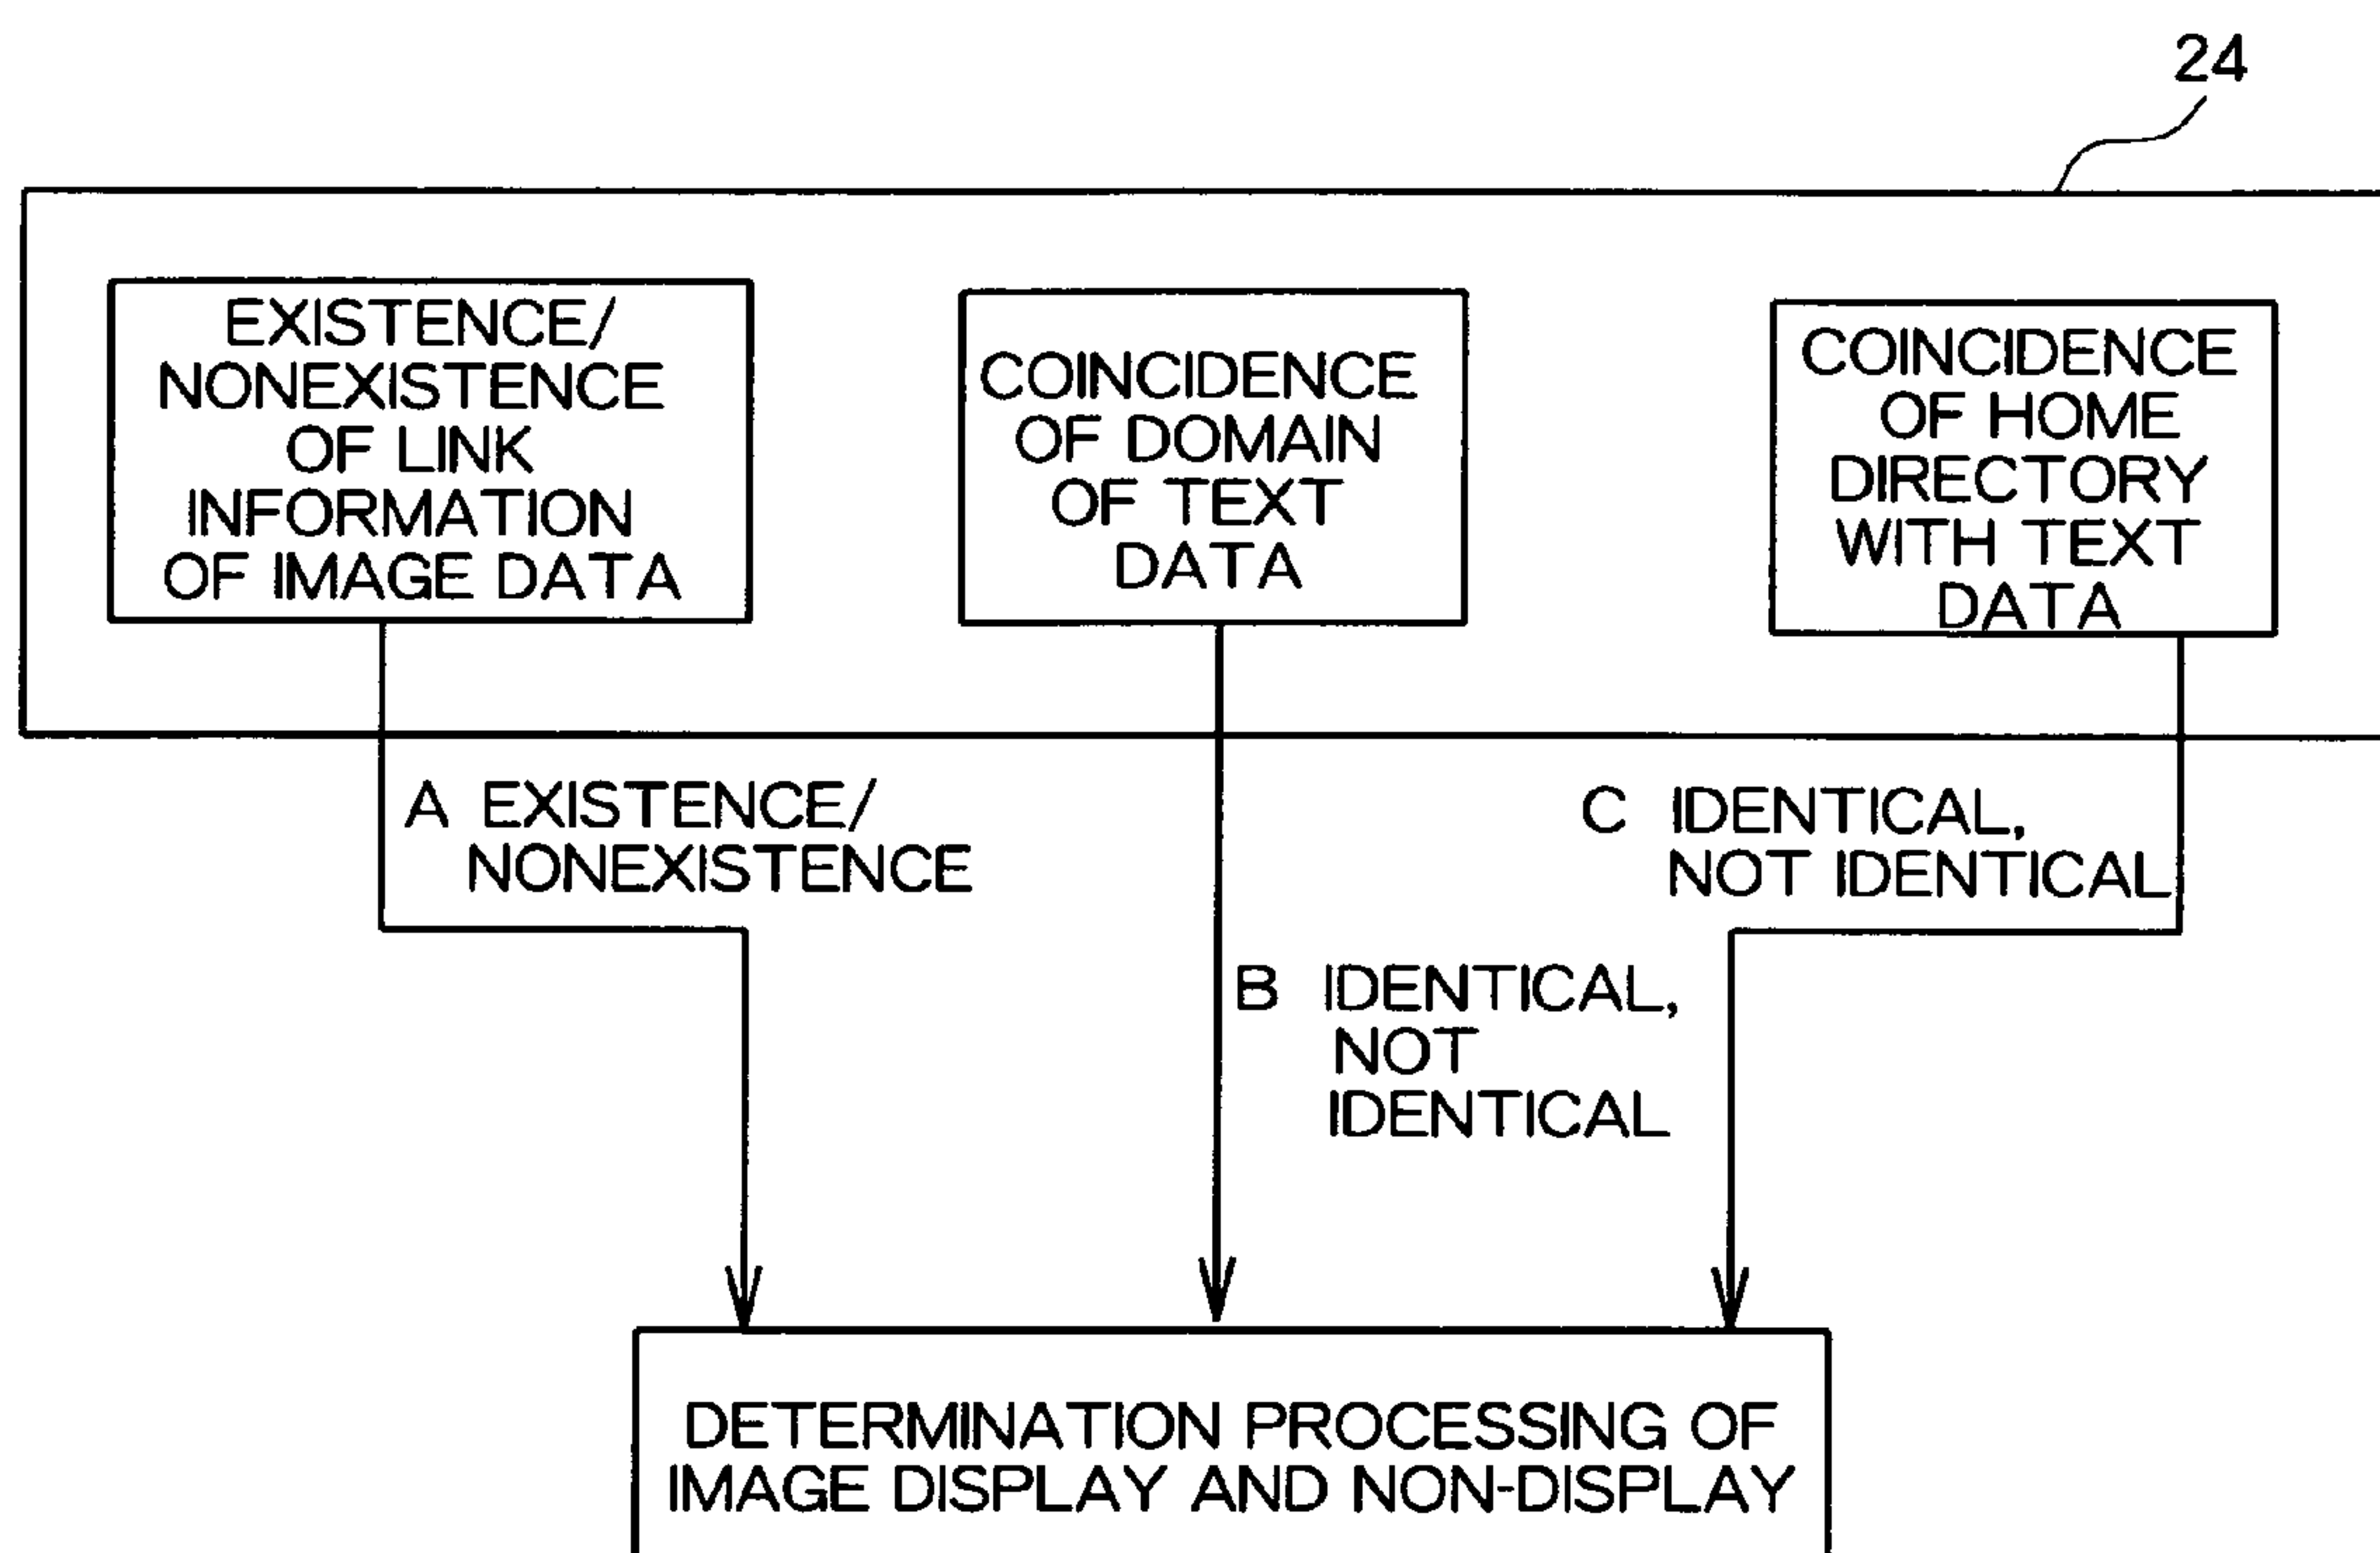 24
EXISTENCE/
NONEXISTENCE
OF LINK
INFORMATION
OF IMAGE DATA
COINCIDENCE
OF DOMAIN
OF TEXT
DATA
COINCIDENCE
OF HOME
DIRECTORY
WITH TEXT
DATA
A EXISTENCE/
NONEXISTENCE
B IDENTICAL,
NOT
IDENTICAL
C IDENTICAL,
NOT IDENTICAL
DETERMINATION PROCESSING OF
IMAGE DISPLAY AND NON-DISPLAY